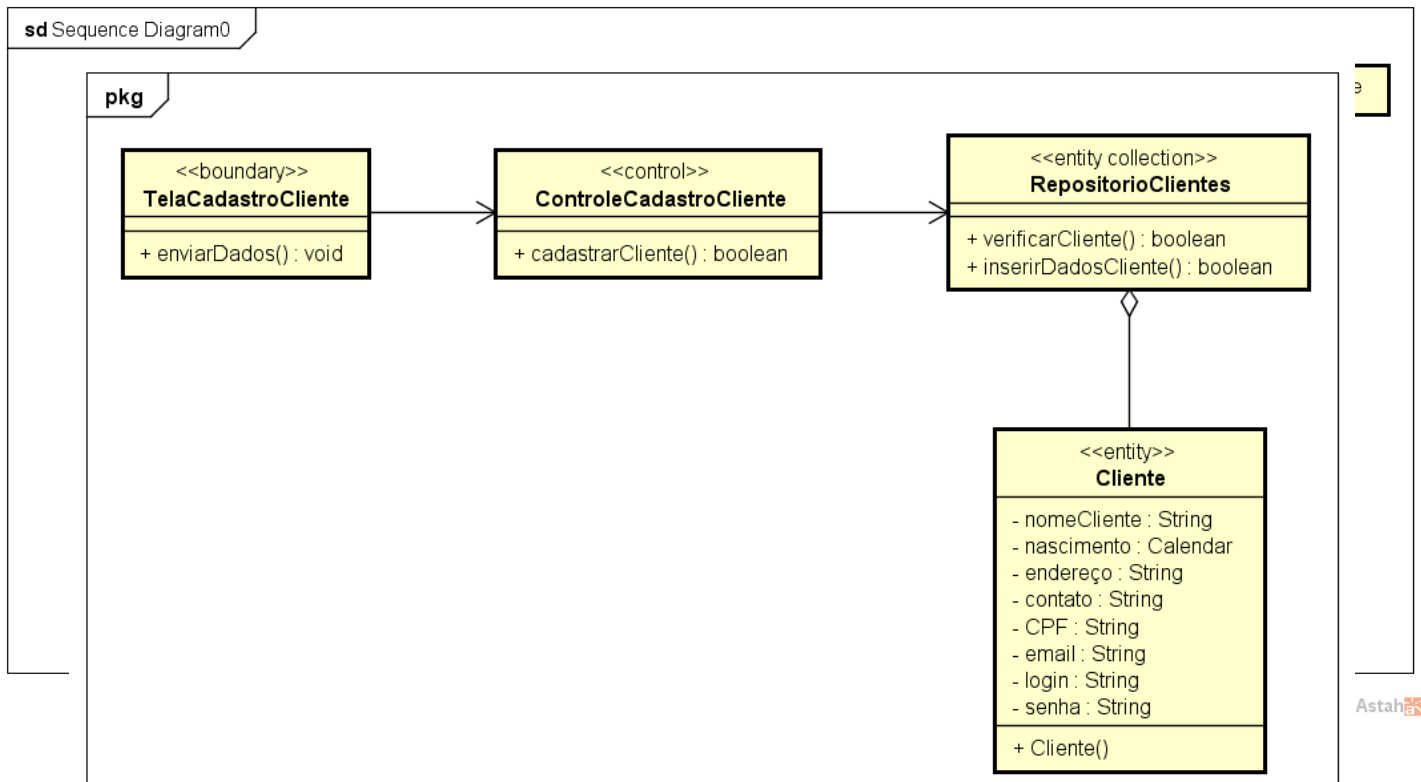 sd Sequence Diagram0
pkg
e
<<boundary>>
TelaCadastroCliente
+ enviarDados() : void
<<control>>
ControleCadastroCliente
+ cadastrarCliente() : boolean
<<entity collection>>
RepositorioClientes
+ verificarCliente() : boolean
+ inserirDadosCliente() : boolean
<<entity>>
Cliente
- nomeCliente : String
- nascimento : Calendar
- endereço : String
- contato : String
- CPF : String
- email : String
- login : String
- senha : String
+ Cliente()
Astah